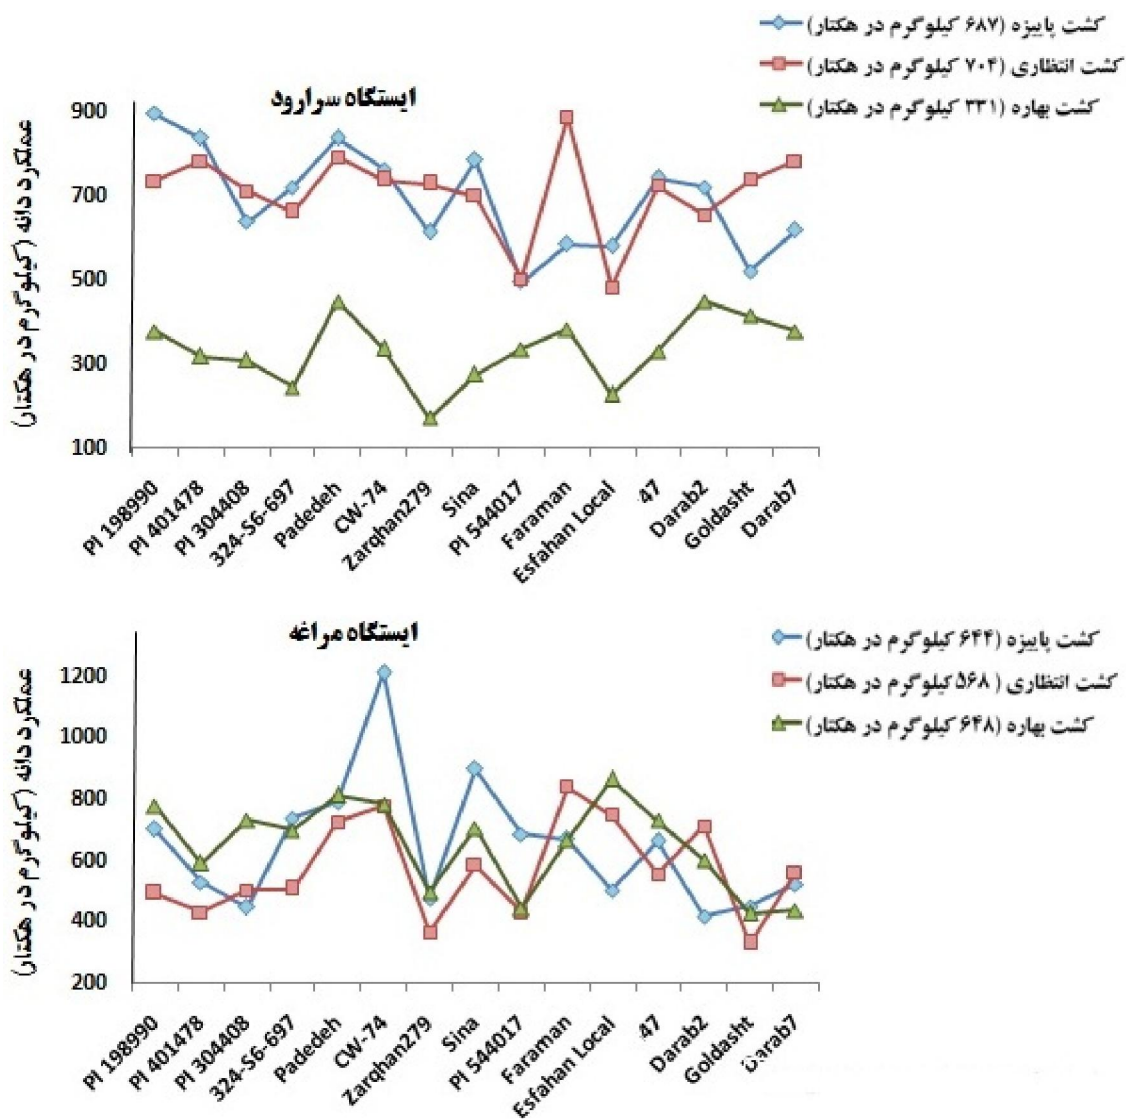 کشت پاییزه (۶۸۷ کیلوگرم در هکتار)
کشت انتظاری (۷۰۴ کیلوگرم در هکتار)
کشت بهاره (۳۳۱ کیلوگرم در هکتار)
ایستگاه سرارود
عملکرد دانه (کیلوگرم در هکتار)
900
700
500
300
100
PI 198990
PI 401478
PI 304408
324-S6-697
Padedeh
CW-74
Zarqhan279
Sina
PI 544017
Faraman
Esfahan Local
47
Darab2
Goldasht
Darab7
ایستگاه مراغه
کشت پاییزه (۶۴۴ کیلوگرم در هکتار)
کشت انتظاری (۵۶۸ کیلوگرم در هکتار)
کشت بهاره (۶۴۸ کیلوگرم در هکتار)
عملکرد دانه (کیلوگرم در هکتار)
1200
1000
800
600
400
200
PI 198990
PI 401478
PI 304408
324-S6-697
Padedeh
CW-74
Zarqhan279
Sina
PI 544017
Faraman
Esfahan Local
47
Darab2
Goldasht
Darab7